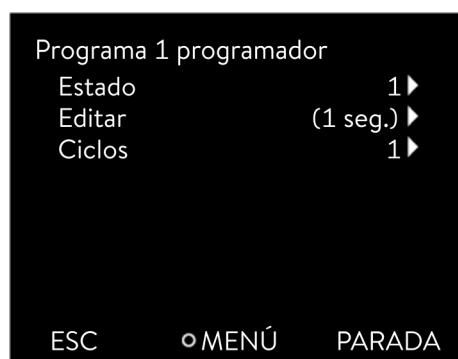 Programa 1 programador
Estado 1
Editar (1 seg.)
Ciclos 1
ESC MENÚ PARADA